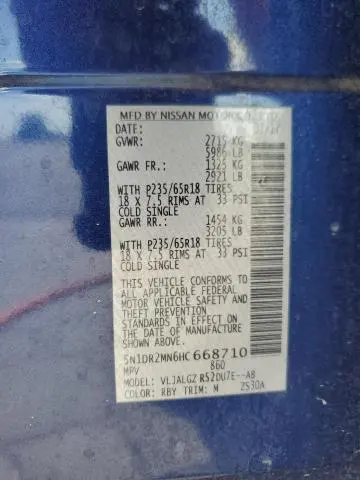 MFD BY NISSAN MOTOR CO., LTD.
DATE:
GVWR: 2715 KG
5986 LB
GAWR FR.: 1325 KG
2921 LB
WITH P235/65R18 TIRES
18 X 7.5 RIMS AT 33 PSI
COLD SINGLE
GAWR RR.: 1454 KG
3205 LB
WITH P235/65R18 TIRES
18 X 7.5 RIMS AT 33 PSI
COLD SINGLE
THIS VEHICLE CONFORMS TO
ALL APPLICABLE FEDERAL
MOTOR VEHICLE SAFETY AND
THEFT PREVENTION
STANDARDS IN EFFECT ON
THE DATE OF MANUFACTURE
SHOWN ABOVE.
5N1DR2MN6HC668710
MPV 860
MODEL: VLJALGZ R52DU7E--AB
COLOR: RBY TRIM: M ZS30A